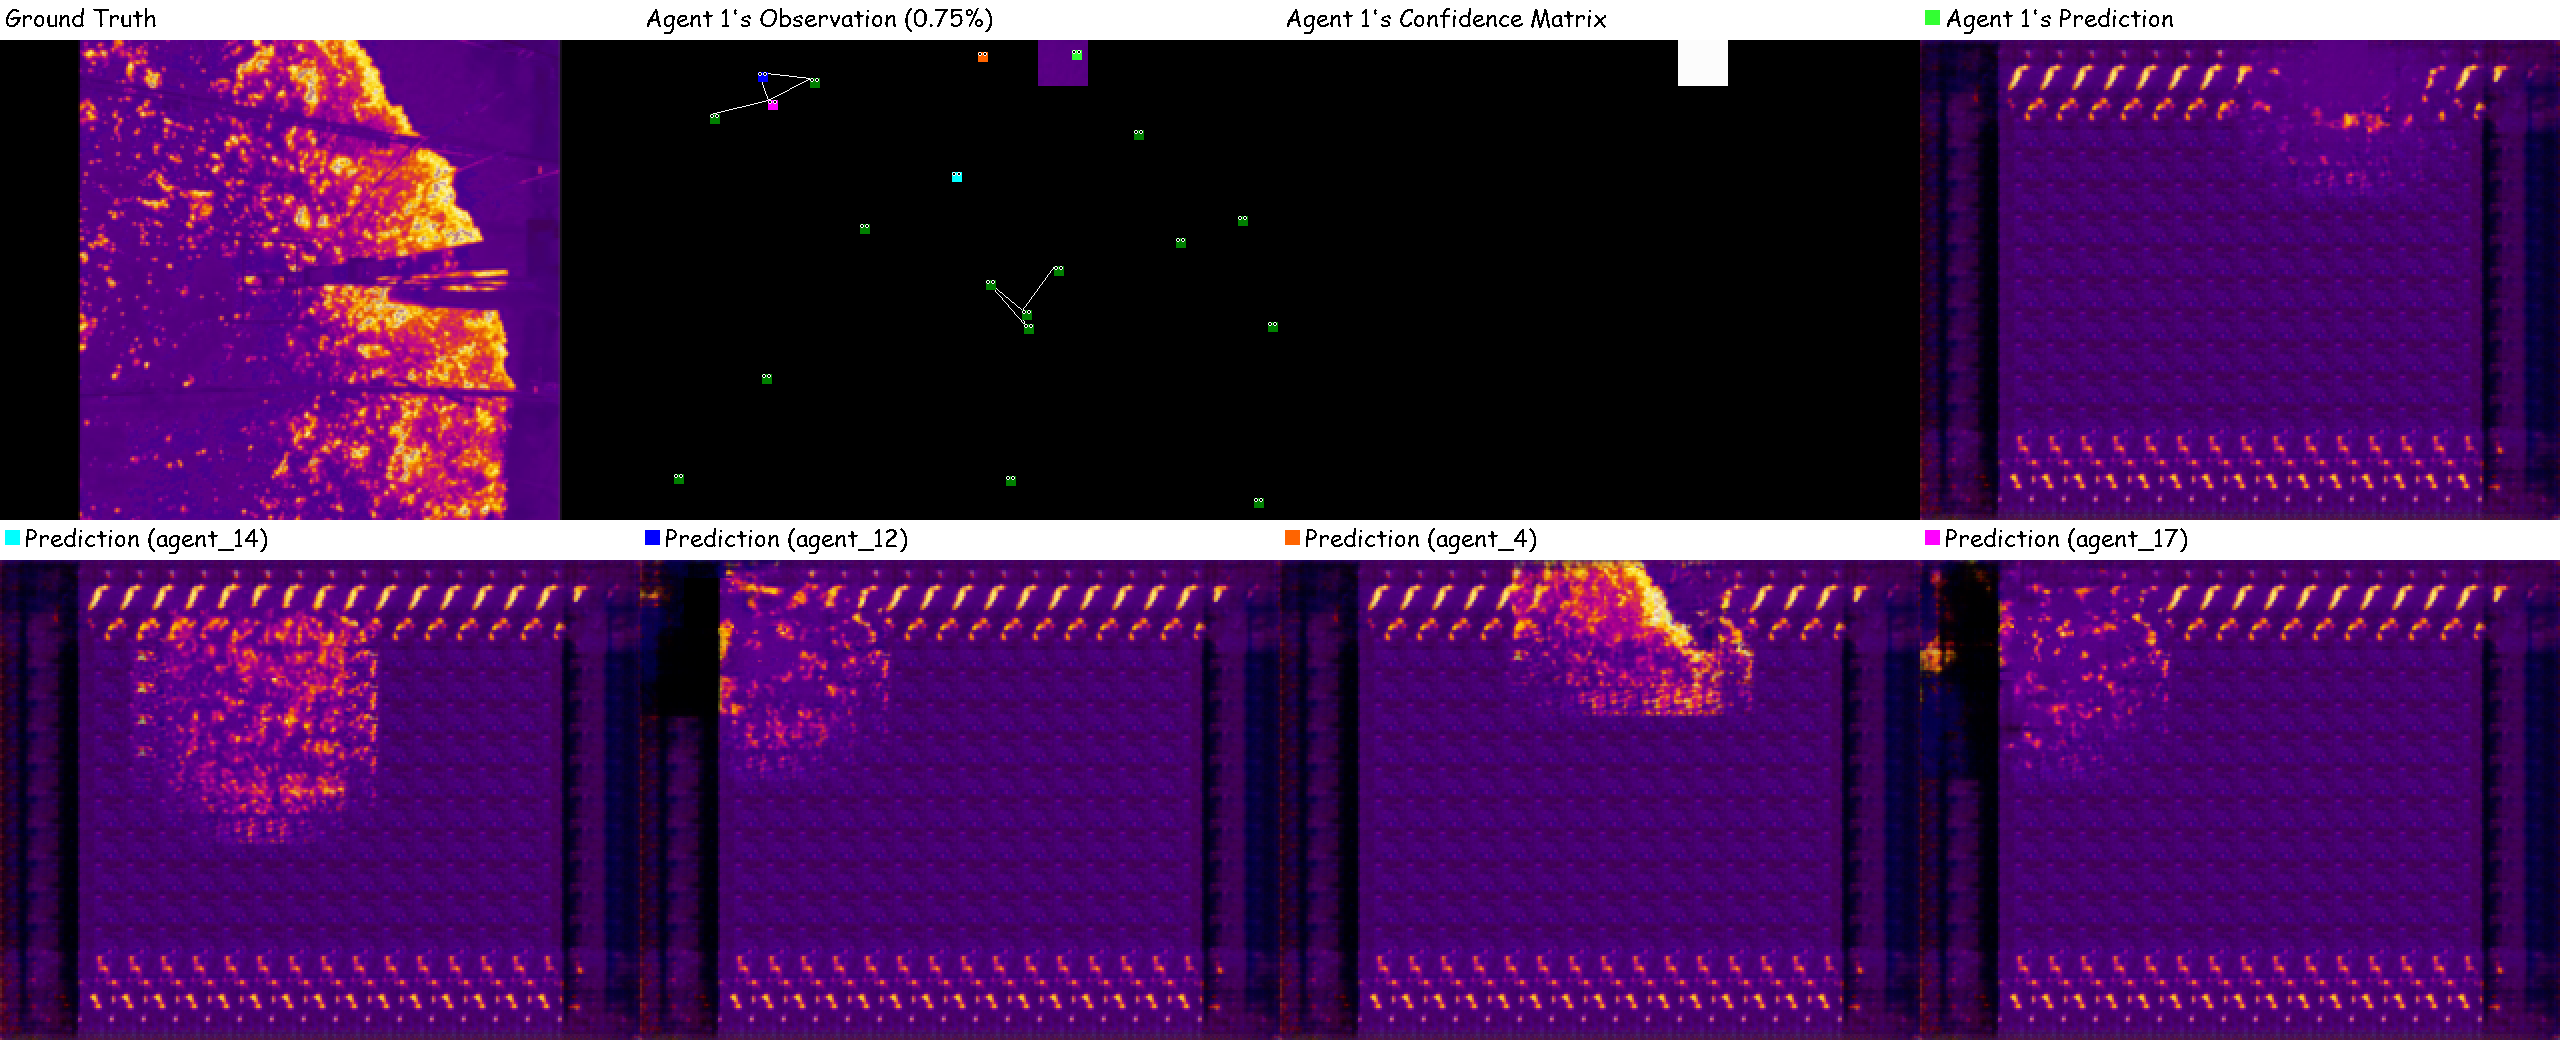 Ground Truth
Agent 1's Observation (0.75%)
Agent 1's Confidence Matrix
Agent 1's Prediction
Prediction (agent_14)
Prediction (agent_12)
Prediction (agent_4)
Prediction (agent_17)